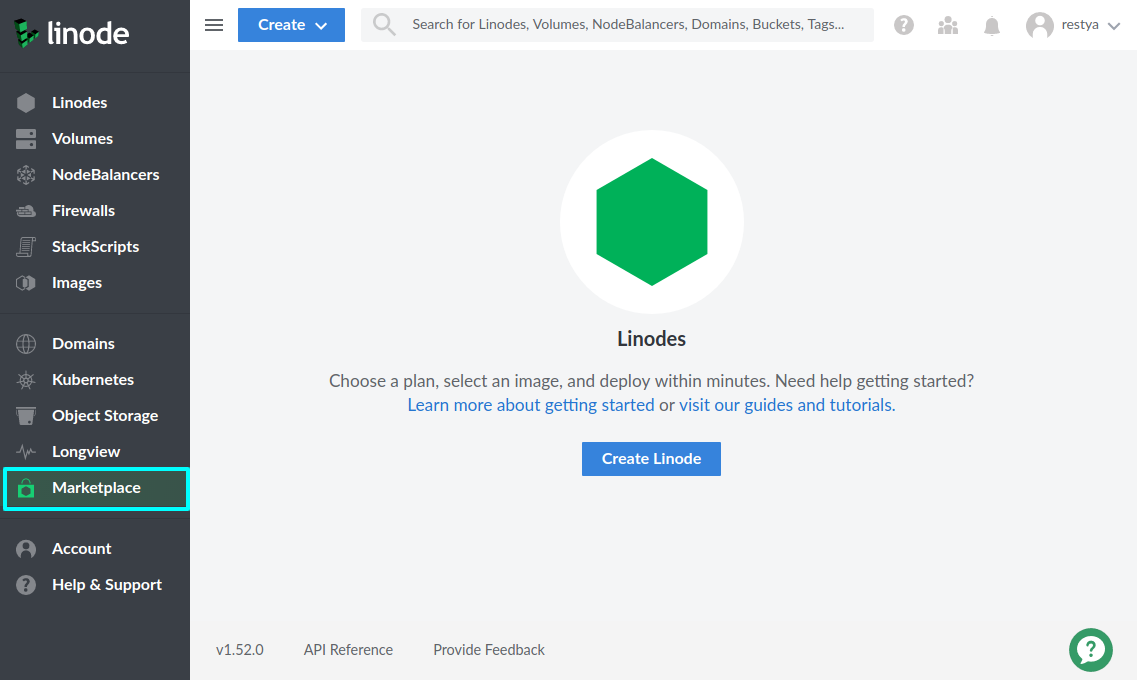 linode
Create
Search for Linodes, Volumes, NodeBalancers, Domains, Buckets, Tags...
?
restya
Linodes
Volumes
NodeBalancers
Firewalls
StackScripts
Images
Domains
Kubernetes
Object Storage
Longview
Marketplace
Account
?
Help & Support
Linodes
Choose a plan, select an image, and deploy within minutes. Need help getting started?
Learn more about getting started or visit our guides and tutorials.
Create Linode
v1.52.0
API Reference
Provide Feedback
?